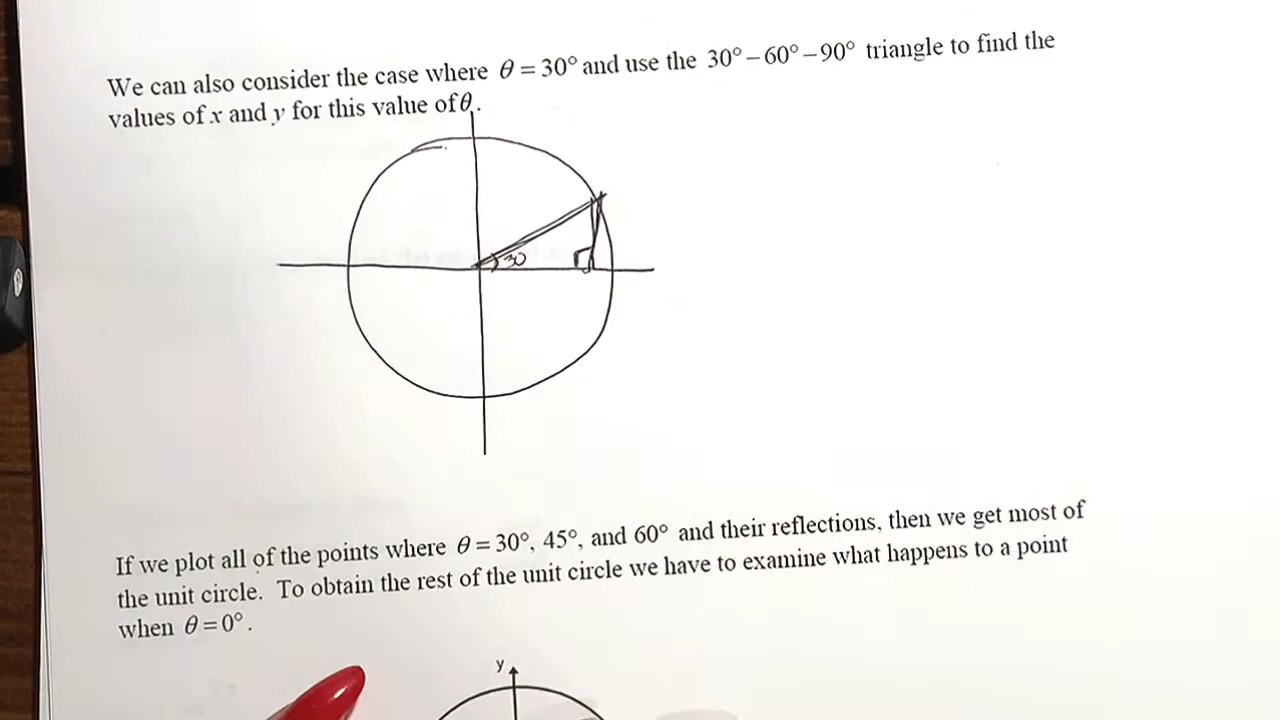 We can also consider the case where θ = 30° and use the 30° – 60° – 90° triangle to find the
values of x and y for this value of θ.
30
If we plot all of the points where θ = 30°, 45°, and 60° and their reflections, then we get most of
the unit circle. To obtain the rest of the unit circle we have to examine what happens to a point
when θ = 0°.
y